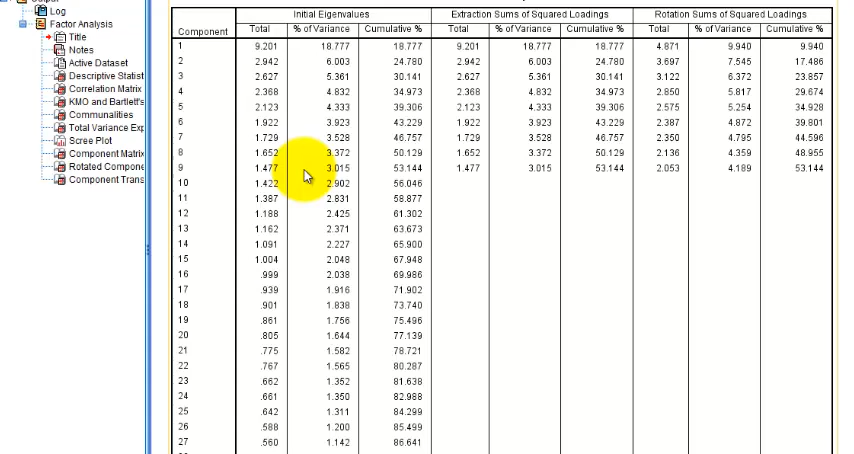 Log
Factor Analysis
Title
Notes
Active Dataset
Descriptive Statist
Correlation Matrix
KMO and Bartlett's
Communalities
Total Variance Exp
Scree Plot
Component Matrix
Rotated Compone
Component Trans
Initial Eigenvalues Extraction Sums of Squared Loadings Rotation Sums of Squared Loadings
Component Total % of Variance Cumulative % Total % of Variance Cumulative % Total % of Variance Cumulative %
1 9.201 18.777 18.777 9.201 18.777 18.777 4.871 9.940 9.940
2 2.942 6.003 24.780 2.942 6.003 24.780 3.697 7.545 17.486
3 2.627 5.361 30.141 2.627 5.361 30.141 3.122 6.372 23.857
4 2.368 4.832 34.973 2.368 4.832 34.973 2.850 5.817 29.674
5 2.123 4.333 39.306 2.123 4.333 39.306 2.575 5.254 34.928
6 1.922 3.923 43.229 1.922 3.923 43.229 2.387 4.872 39.801
7 1.729 3.528 46.757 1.729 3.528 46.757 2.350 4.795 44.596
8 1.652 3.372 50.129 1.652 3.372 50.129 2.136 4.359 48.955
9 1.477 3.015 53.144 1.477 3.015 53.144 2.053 4.189 53.144
10 1.422 2.902 56.046
11 1.387 2.831 58.877
12 1.188 2.425 61.302
13 1.162 2.371 63.673
14 1.091 2.227 65.900
15 1.004 2.048 67.948
16 .999 2.038 69.986
17 .939 1.916 71.902
18 .901 1.838 73.740
19 .861 1.756 75.496
20 .805 1.644 77.139
21 .775 1.582 78.721
22 .767 1.565 80.287
23 .662 1.352 81.638
24 .661 1.350 82.988
25 .642 1.311 84.299
26 .588 1.200 85.499
27 .560 1.142 86.641